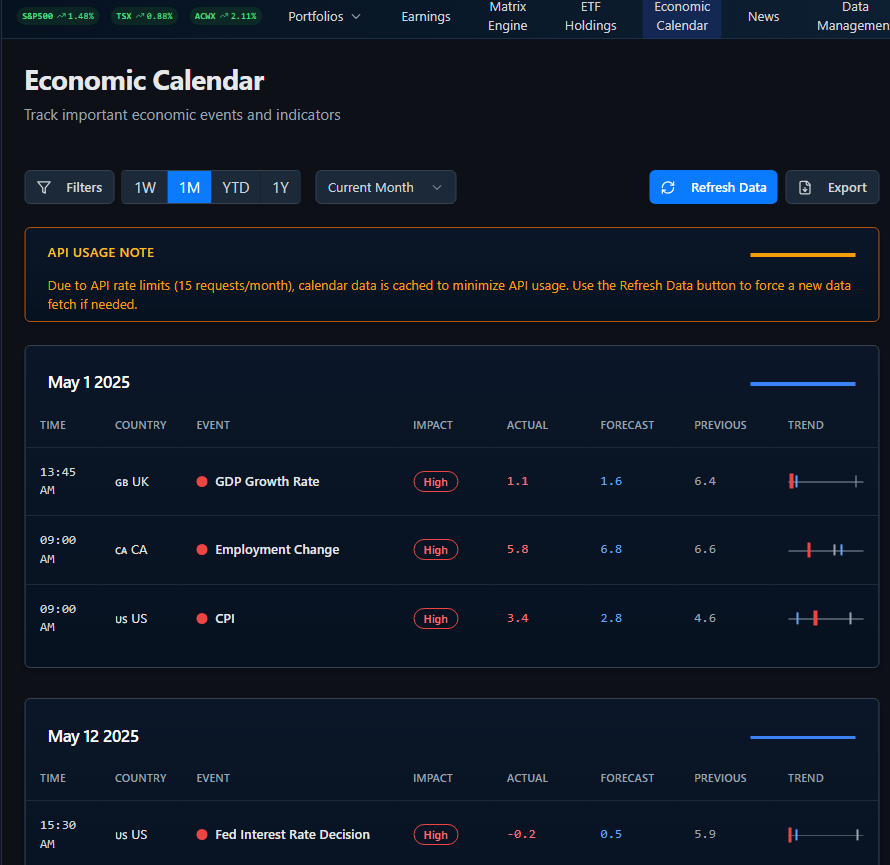 S&P500 ↗ 1.48% TSX ↗ 0.88% ACWX ↗ 2.11% Portfolios Earnings Matrix Engine ETF Holdings Economic Calendar News Data Managemen
Economic Calendar
Track important economic events and indicators
Filters 1W 1M YTD 1Y Current Month Refresh Data Export
API USAGE NOTE
Due to API rate limits (15 requests/month), calendar data is cached to minimize API usage. Use the Refresh Data button to force a new data
fetch if needed.
May 1 2025
TIME COUNTRY EVENT IMPACT ACTUAL FORECAST PREVIOUS TREND
13:45 AM GB UK GDP Growth Rate High 1.1 1.6 6.4
09:00 AM CA CA Employment Change High 5.8 6.8 6.6
09:00 AM US US CPI High 3.4 2.8 4.6
May 12 2025
TIME COUNTRY EVENT IMPACT ACTUAL FORECAST PREVIOUS TREND
15:30 AM US US Fed Interest Rate Decision High -0.2 0.5 5.9